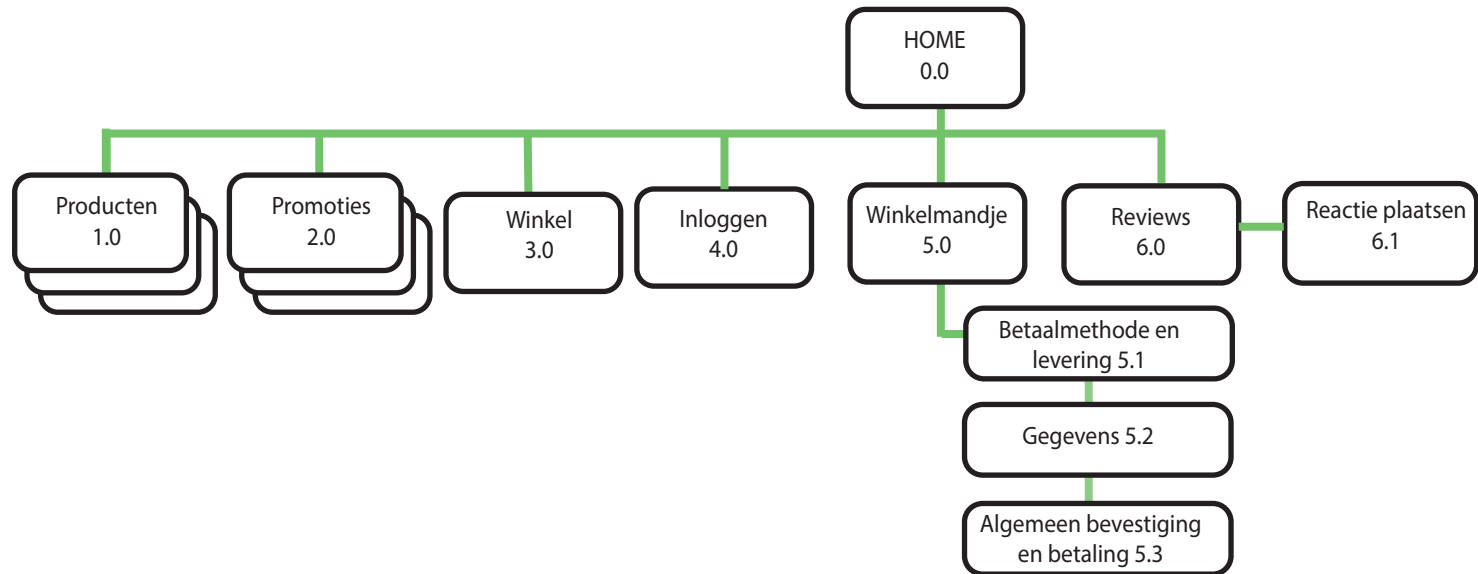 HOME
0.0
Producten
1.0
Promoties
2.0
Winkel
3.0
Inloggen
4.0
Winkelmandje
5.0
Reviews
6.0
Reactie plaatsen
6.1
Betaalmethode en
levering 5.1
Gegevens 5.2
Algemeen bevestiging
en betaling 5.3